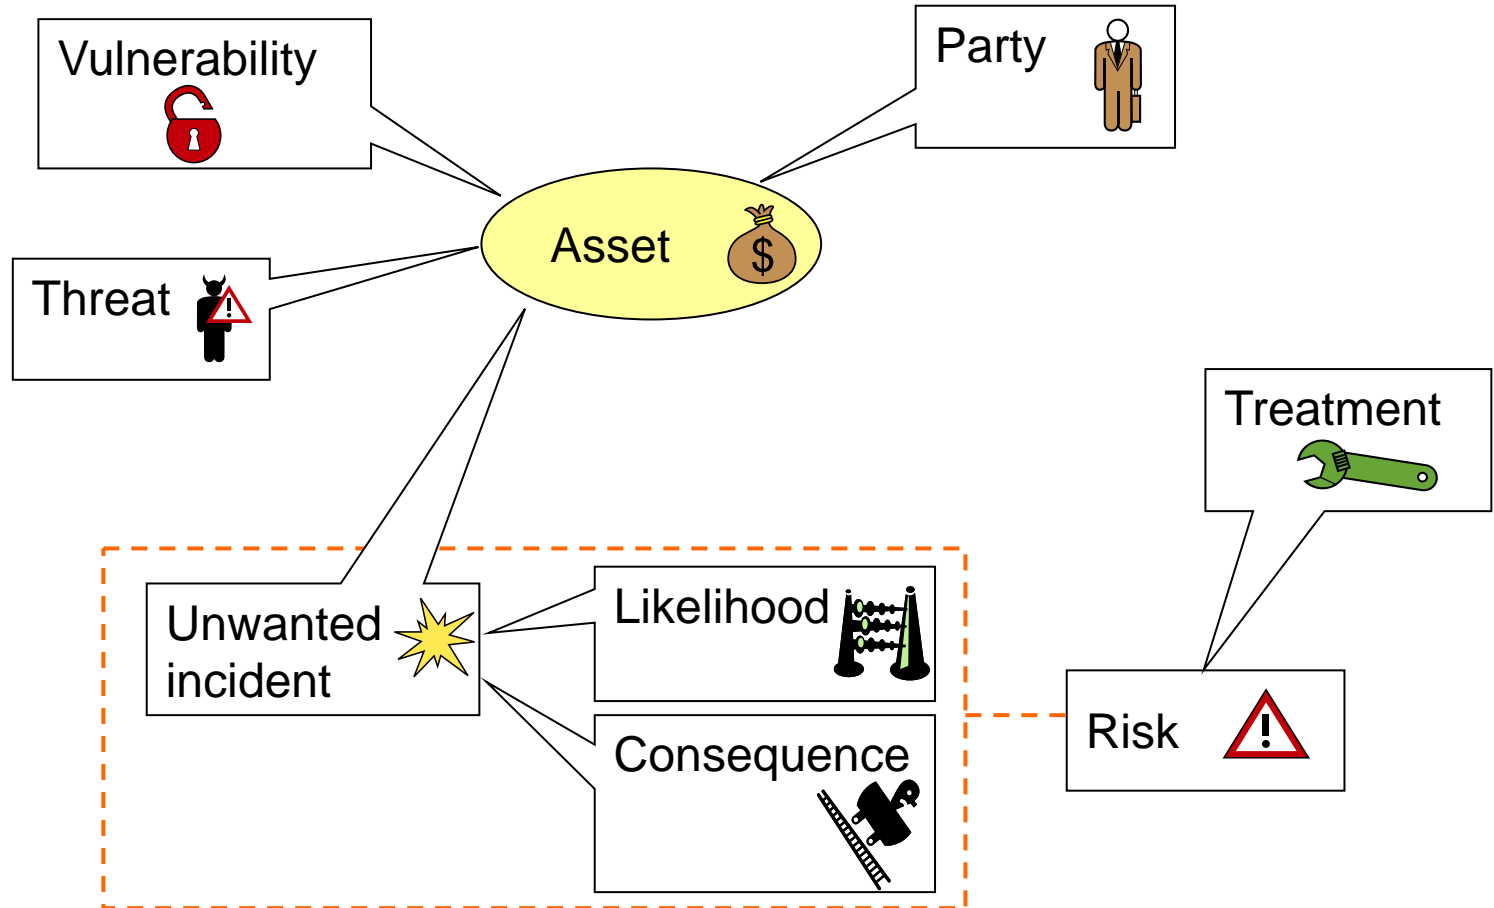 Vulnerability
Party
Asset
$
Threat
!
Treatment
Unwanted
incident
Likelihood
Consequence
Risk
!